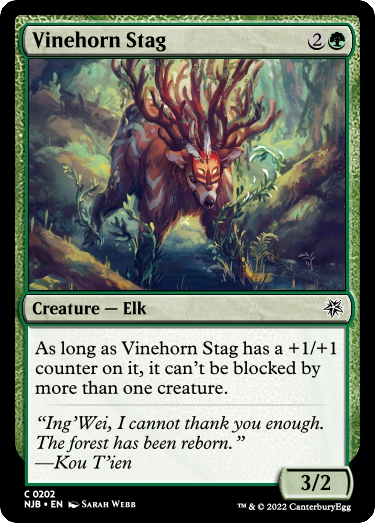 Vinehorn Stag 2
Creature — Elk
As long as Vinehorn Stag has a +1/+1
counter on it, it can't be blocked by
more than one creature.
“Ing'Wei, I cannot thank you enough.
The forest has been reborn.”
—Kou T'ien
3/2
C 0202
NJB • EN Sarah Webb
™ & © 2022 CanterburyEgg